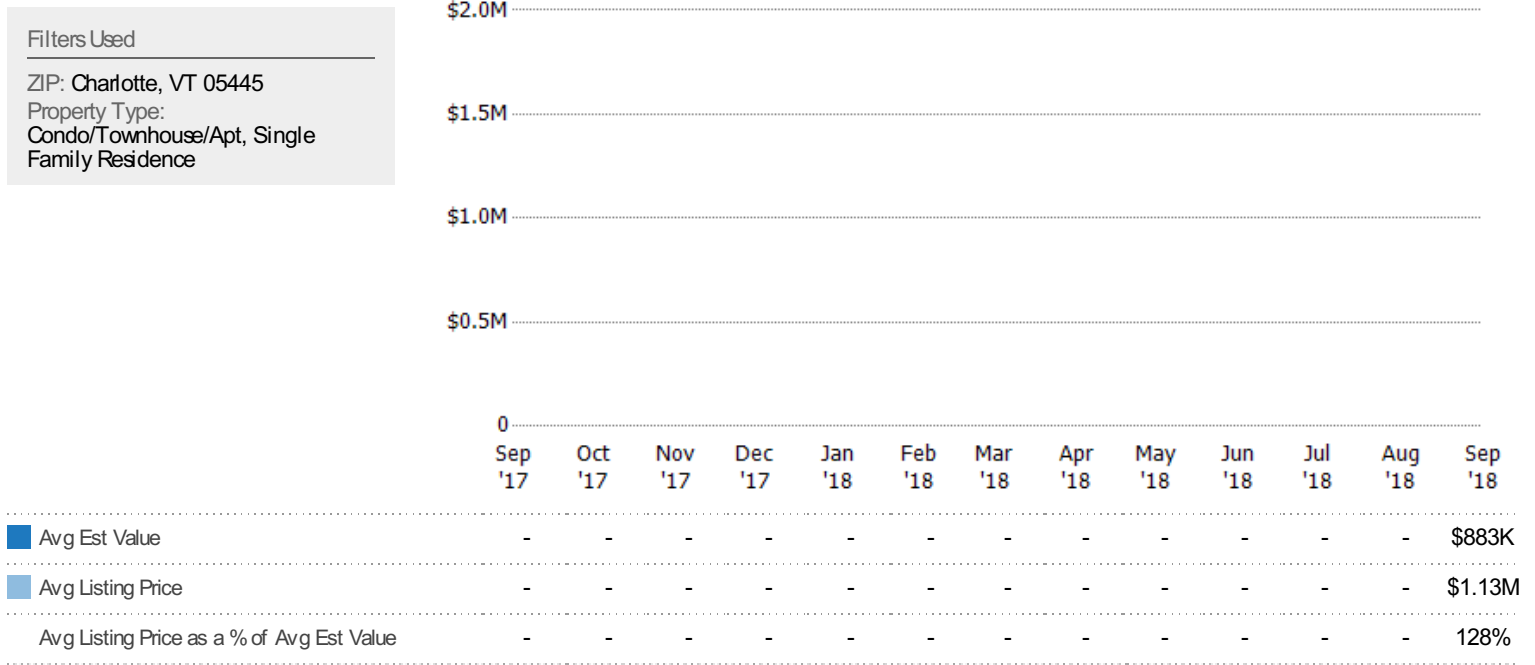 Filters Used
ZIP: Charlotte, VT 05445
Property Type:
Condo/Townhouse/Apt, Single
Family Residence
$2.0M
$1.5M
$1.0M
$0.5M
0
Sep Oct Nov Dec Jan Feb Mar Apr May Jun Jul Aug Sep
'17 '17 '17 '17 '18 '18 '18 '18 '18 '18 '18 '18 '18
Avg Est Value - - - - - - - - - - - - $883K
Avg Listing Price - - - - - - - - - - - - $1.13M
Avg Listing Price as a % of Avg Est Value - - - - - - - - - - - - 128%